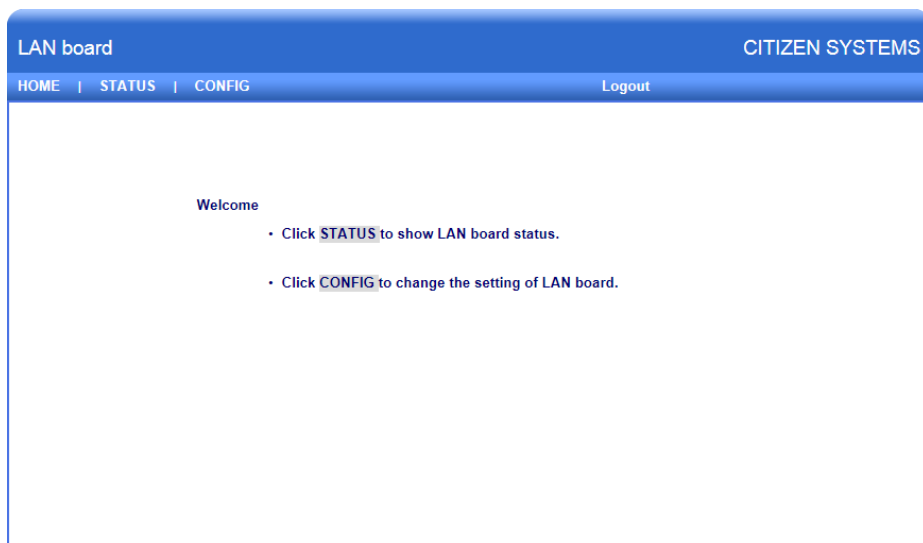 LAN board CITIZEN SYSTEMS
HOME | STATUS | CONFIG Logout
Welcome
• Click STATUS to show LAN board status.
• Click CONFIG to change the setting of LAN board.